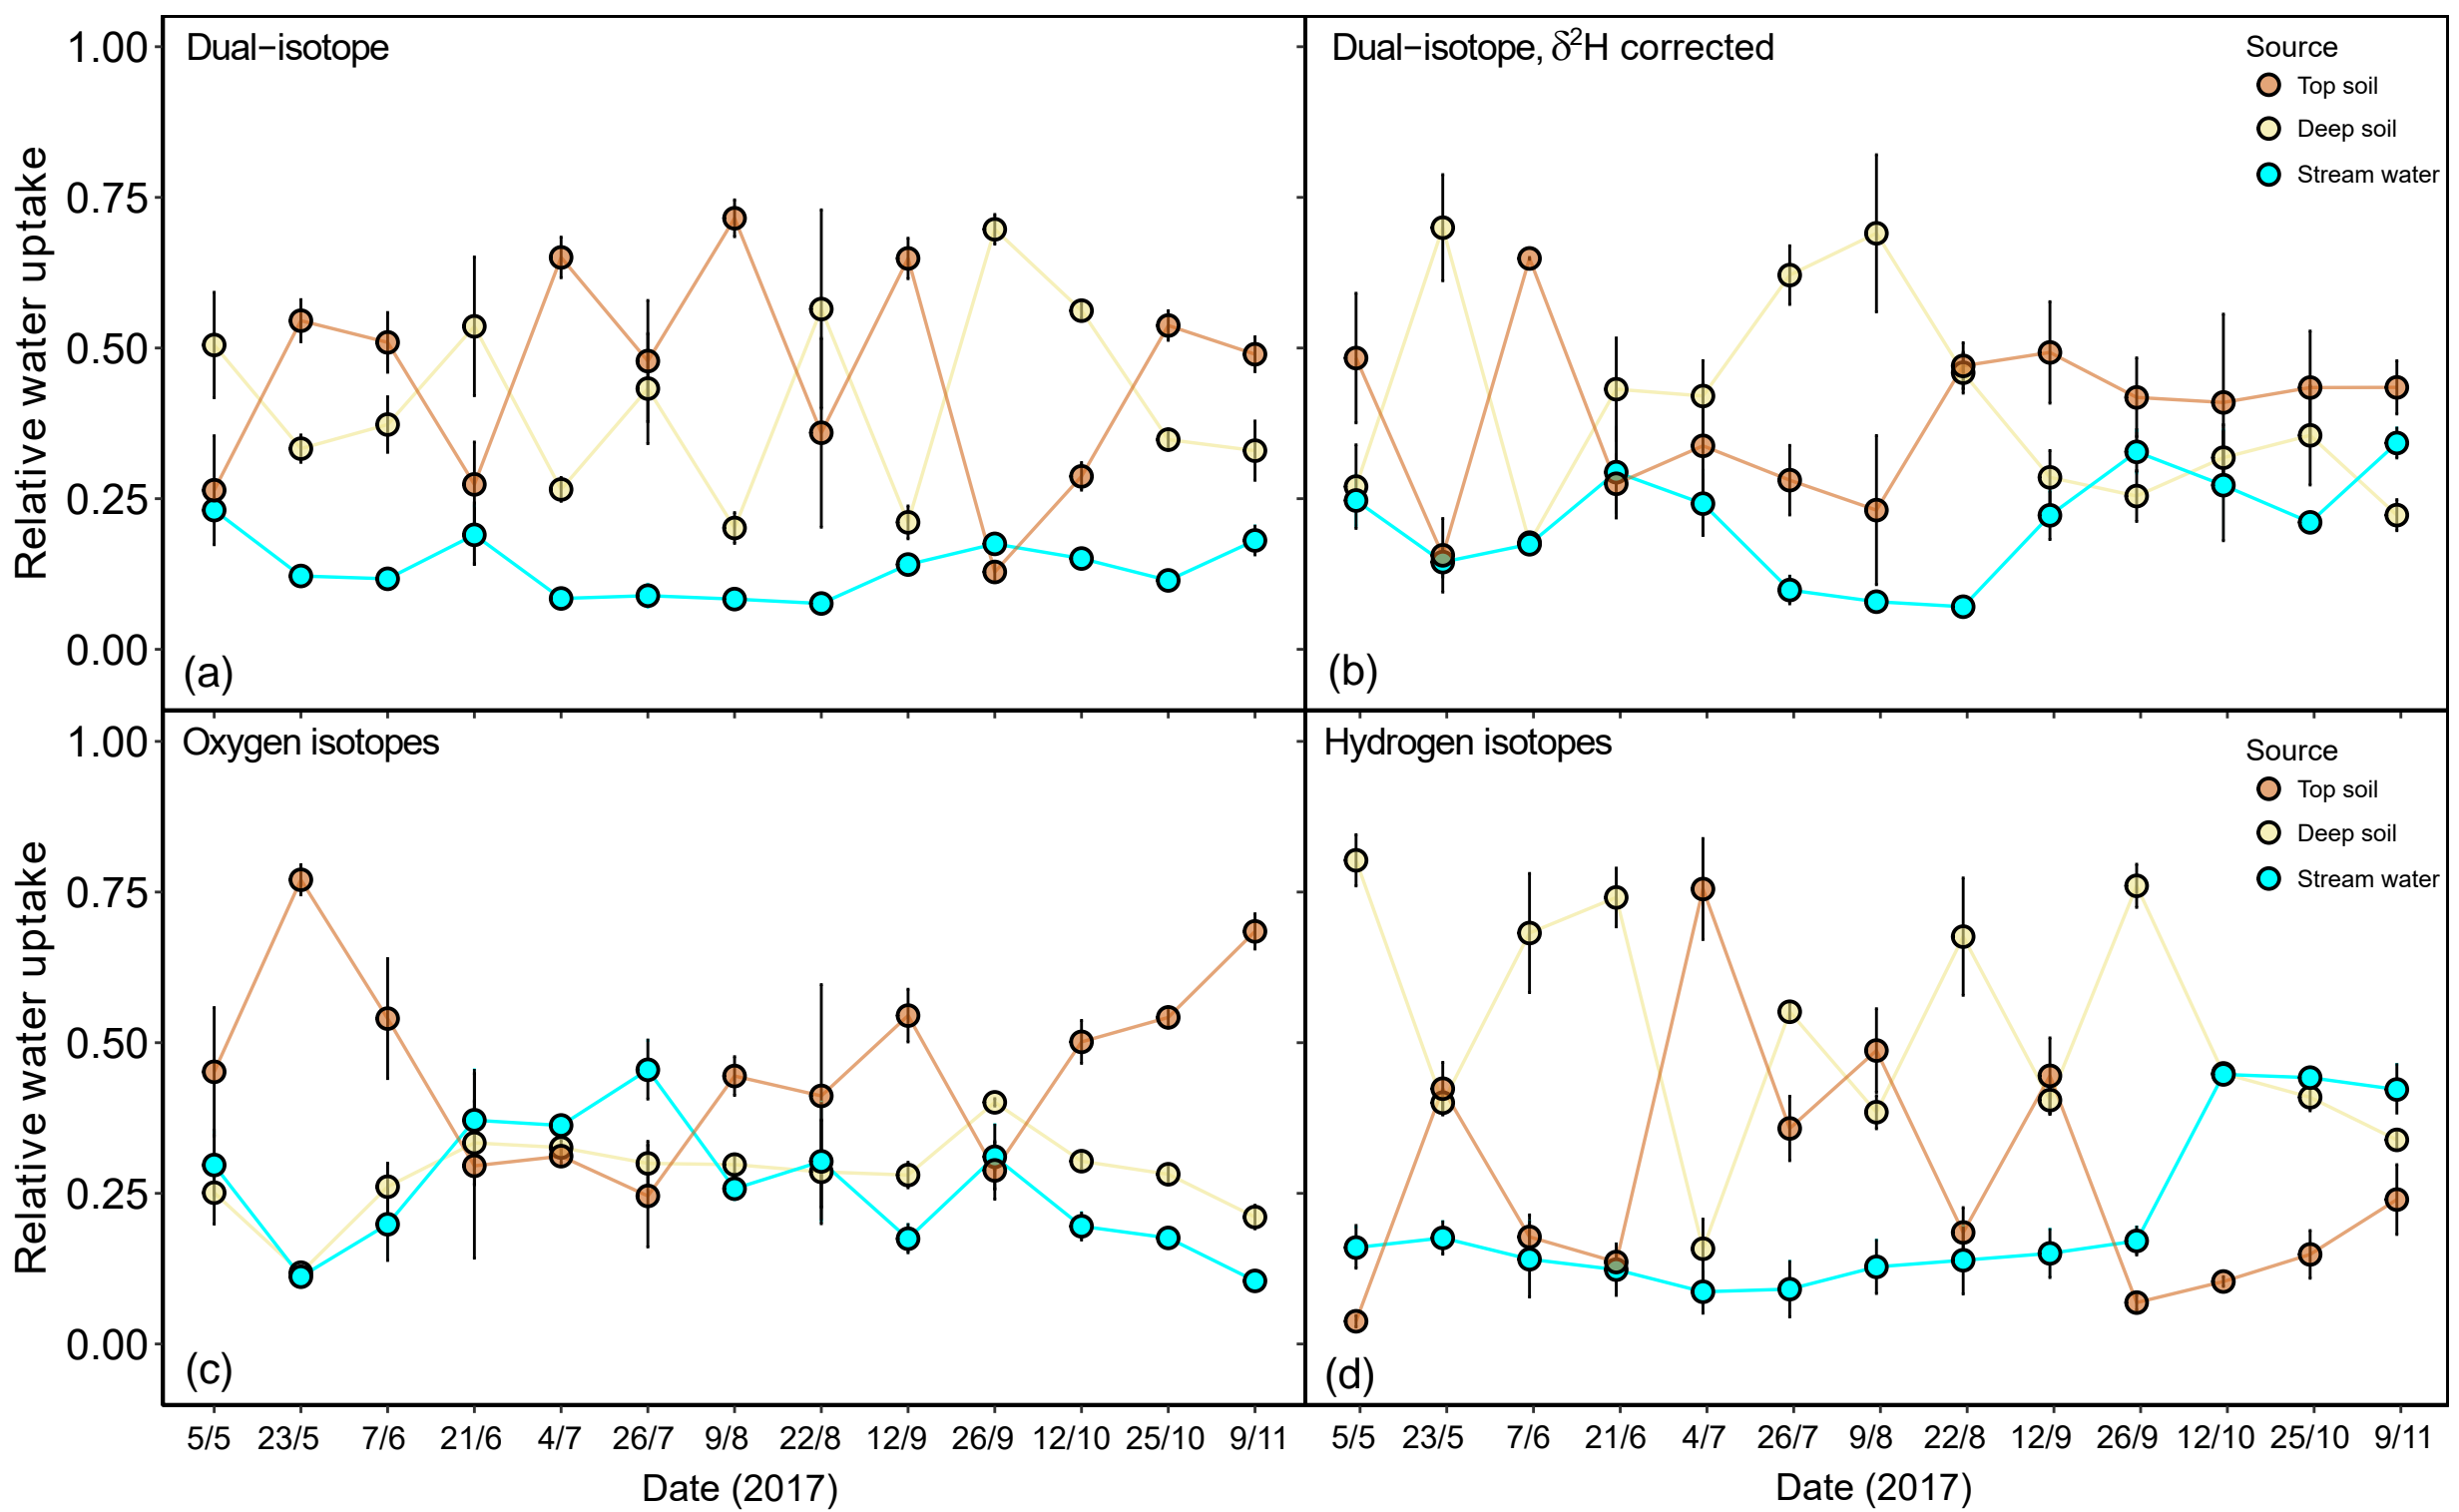 Dual−isotope
1.00
0.75
0.50
0.25
0.00
Relative water uptake
(a)
Dual−isotope, δ²H corrected
Source
Top soil
Deep soil
Stream water
(b)
Oxygen isotopes
1.00
0.75
0.50
0.25
0.00
Relative water uptake
(c)
Hydrogen isotopes
Source
Top soil
Deep soil
Stream water
(d)
5/5 23/5 7/6 21/6 4/7 26/7 9/8 22/8 12/9 26/9 12/10 25/10 9/11
Date (2017)
5/5 23/5 7/6 21/6 4/7 26/7 9/8 22/8 12/9 26/9 12/10 25/10 9/11
Date (2017)